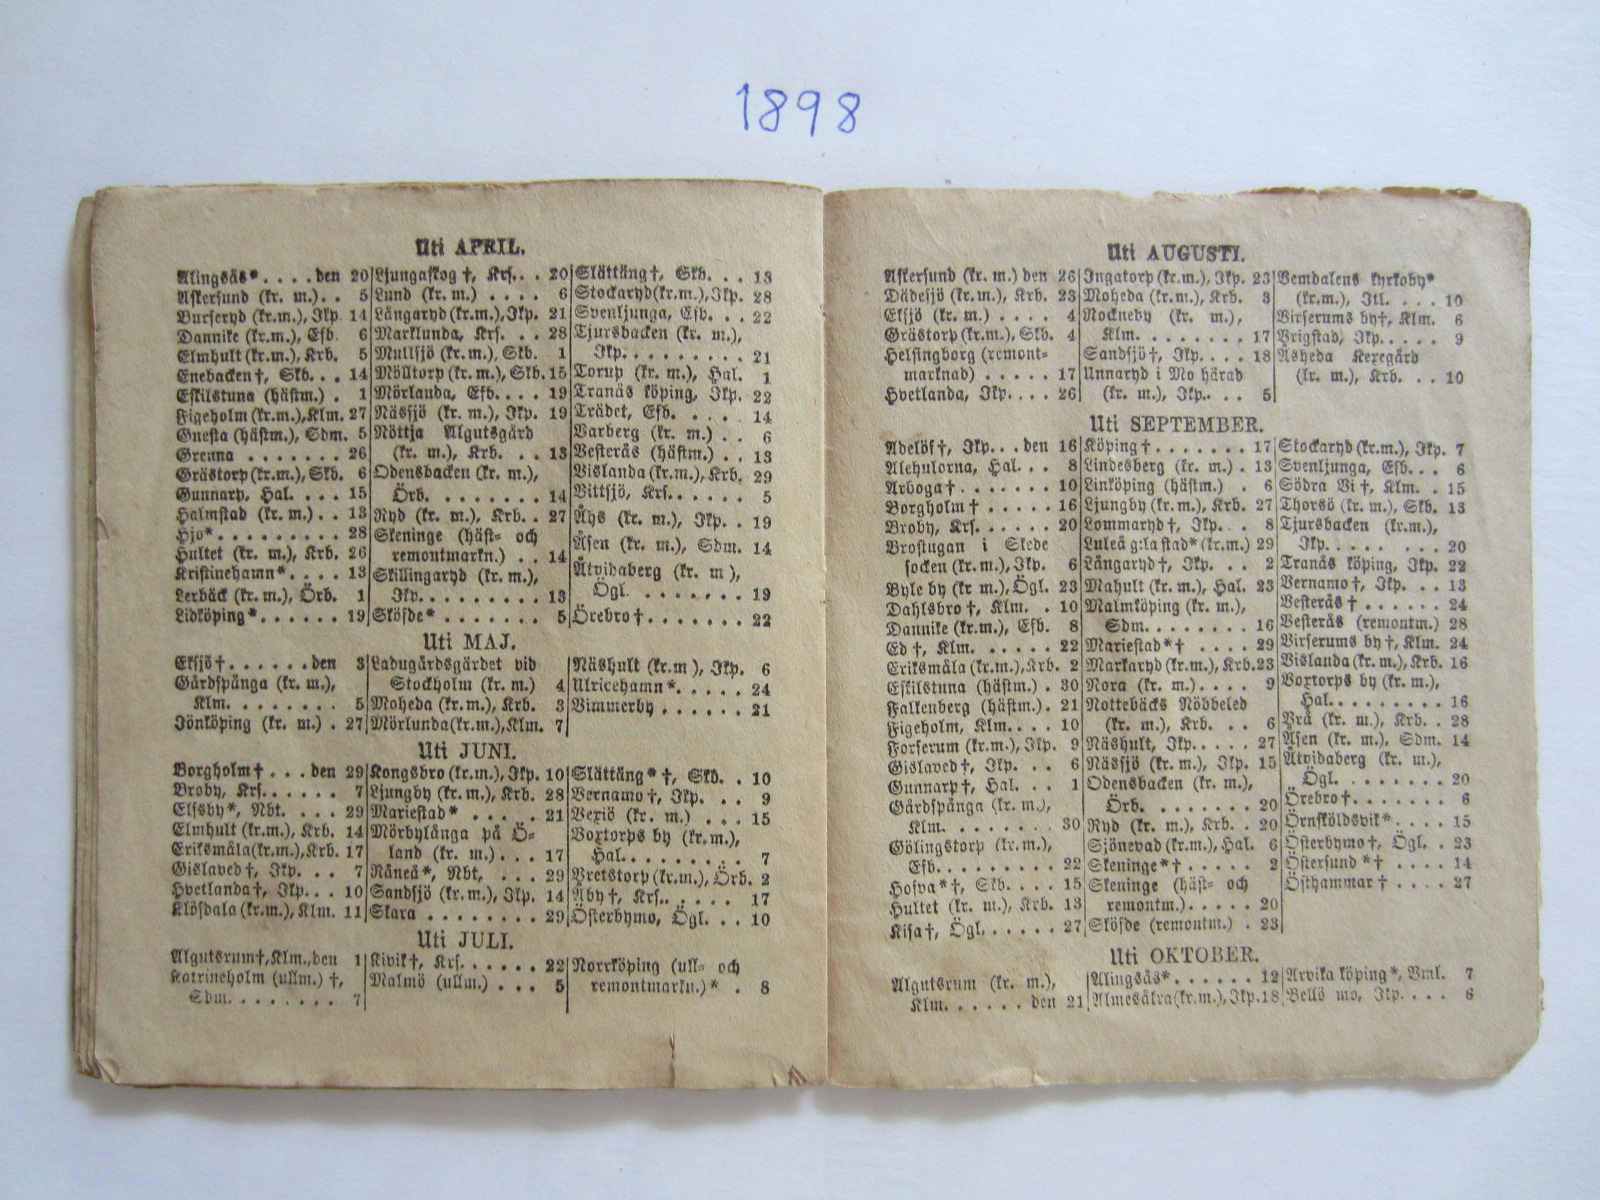 1898
Uti APRIL.
Alingsås* . . . . den 20
Askersund (kr. m.) . . 5
Burseryd (kr.m.), Jkp. 14
Dannike (kr.m.), Efb. 6
Elmhult (kr.m.), Krb. 5
Enebacken†, Skb. . . 14
Eskilstuna (hästm.) . 1
Figeholm (kr.m.), Klm. 27
Gnesta (hästm.), Sdm. 5
Grenna . . . . . . . 26
Grästorp (kr.m.), Skb. 6
Gunnarp, Hal. . . . 15
Halmstad (kr. m.) . . 13
Hjo* . . . . . . . . . 28
Hultet (kr. m.), Krb. 26
Kristinehamn* . . . . 13
Lerbäck (kr. m.), Örb. 1
Lidköping* . . . . . . 19
Ljungaskog †, Krs. . . 20
Lund (kr. m.) . . . . 6
Långaryd (kr.m.), Jkp. 21
Marklunda, Krs. . . 28
Mullsjö (kr.m.), Skb. 1
Mölltorp (kr.m.), Skb. 15
Mörlanda, Efb. . . . 19
Näsjö (kr. m.), Jkp. 19
Nöttja Algutsgård
(kr. m.), Krb. . . 13
Odensbacken (kr. m.),
Örb. . . . . . . . 14
Ryd (kr. m.), Krb. . 27
Skeninge (häst- och
remontmarkn.) . . 14
Skillingaryd (kr. m.),
Jkp. . . . . . . . . 13
Sköfde* . . . . . . . 5
Slättäng†, Skb. . . . 13
Stockaryd (kr.m.), Jkp. 28
Svenljunga, Efb. . . 22
Tjursbacken (kr. m.),
Jkp. . . . . . . . . 21
Torup (kr. m.), Hal. 1
Tranås köping, Jkp. 22
Trädet, Efb. . . . . 14
Varberg (kr. m.) . . 6
Vesterås (hästm.) . . 13
Vislanda (kr.m.), Krb. 29
Vittsjö, Krs. . . . . . 5
Åhs (kr. m.), Jkp. . 19
Åsen (kr. m.), Sdm. 14
Åtvidaberg (kr. m.),
Ögl. . . . . . . . 19
Örebro† . . . . . . . 22
Uti MAJ.
Eksjö† . . . . . . den 3
Gårdspånga (kr. m.),
Klm. . . . . . . . . 5
Jönköping (kr. m.) . 27
Ladugårdsgärdet vid
Stockholm (kr. m.) 4
Moheda (kr. m.), Krb. 3
Mörlunda (kr.m.), Klm. 7
Näshult (kr.m.), Jkp. 6
Ulricehamn* . . . . . 24
Vimmerby . . . . . . 21
Uti JUNI.
Borgholm† . . . den 29
Broby, Krs. . . . . . 7
Elfsby*, Nbt. . . . 29
Elmhult (kr.m.), Krb. 14
Eriksmåla (kr.m.), Krb. 17
Gislaved†, Jkp. . . 7
Hvetlanda†, Jkp. . . 10
Klöfdala (kr.m.), Klm. 11
Kongsbro (kr.m.), Jkp. 10
Ljungby (kr.m.), Krb. 28
Mariestad* . . . . . 21
Mörbylånga på Ö-
land (kr. m.) . . . 17
Råneå*, Nbt. . . . 29
Sandsjö (kr. m.), Jkp. 14
Skara . . . . . . . . 29
Slättäng*†, Skb. . . 10
Vernamo†, Jkp. . . 9
Vexiö (kr. m.) . . . 15
Voxtorps by (kr. m.),
Hal. . . . . . . . . 7
Vretstorp (kr.m.), Örb. 2
Åby†, Krs. . . . . . 17
Österbymo, Ögl. . . 10
Uti JULI.
Algutsrum†, Klm., den 1
Katrineholm (ullm.) †,
Sdm. . . . . . . . . 7
Kivik†, Krs. . . . . . 22
Malmö (ullm.) . . . 5
Norrköping (ull- och
remontmarkn.)* . 8
Uti AUGUSTI.
Askersund (kr. m.) den 26
Dädesjö (kr. m.), Krb. 23
Eksjö (kr. m.) . . . . 4
Grästorp (kr.m.), Skb. 4
Helsingborg (remont-
marknad) . . . . . 17
Hvetlanda, Jkp. . . . 26
Ingatorp (kr.m.), Jkp. 23
Moheda (kr. m.), Krb. 3
Nockneby (kr. m.),
Klm. . . . . . . . 17
Sandsjö†, Jkp. . . . 18
Unnaryd i Mo härad
(kr. m.), Jkp. . . 5
Vemdalens kyrkoby*
(kr.m.), Jtl. . . . 10
Virserums by†, Klm. 6
Vrigstad, Jkp. . . . . 9
Åsheda Keregård
(kr. m.), Krb. . . . 10
Uti SEPTEMBER.
Adelöf†, Jkp. . . den 16
Alehulorna, Hal. . . 8
Arboga† . . . . . . . 10
Borgholm† . . . . . . 16
Broby, Krs. . . . . . 20
Brostugan i Skede
socken (kr. m.), Jkp. 6
Byle by (kr. m.), Ögl. 23
Dahlsbro†, Klm. . . 10
Dannike (kr.m.), Efb. 8
Ed†, Klm. . . . . . . 22
Eriksmåla (kr.m.), Krb. 2
Eskilstuna (hästm.) . 30
Falkenberg (hästm.) . 21
Figeholm, Klm. . . . 10
Forserum (kr.m.), Jkp. 9
Gislaved†, Jkp. . . 6
Gunnarp†, Hal. . . 1
Gårdspånga (kr. m.),
Klm. . . . . . . . 30
Gölingstorp (kr.m.),
Efb. . . . . . . . . 22
Hofva*†, Skb. . . . 15
Hultet (kr. m.), Krb. 13
Kisa†, Ögl. . . . . . 27
Köping† . . . . . . . 17
Lindesberg (kr. m.) . 13
Linköping (hästm.) . 6
Ljungby (kr. m.), Krb. 27
Lommaryd†, Jkp. . . 8
Luleå g:la stad* (kr.m.) 29
Långaryd†, Jkp. . . 2
Mahult (kr. m.), Hal. 23
Malmköping (kr. m.),
Sdm. . . . . . . . 16
Mariestad*† . . . . 29
Markaryd (kr.m.), Krb. 23
Nora (kr. m.) . . . . 9
Nottebäcks Nöbbeled
(kr. m.), Krb. . . 6
Näshult, Jkp. . . . . 27
Näsjö (kr. m.), Jkp. 15
Odensbacken (kr. m.),
Örb. . . . . . . . 20
Ryd (kr. m.), Krb. . 20
Sjönevad (kr.m.), Hal. 6
Skeninge*† . . . . . 2
Skeninge (häst- och
remontm.) . . . . . 20
Sköfde (remontm.) . 23
Stockaryd (kr.m.), Jkp. 7
Svenljunga, Efb. . . 6
Södra Vi†, Klm. . . 15
Thorsö (kr. m.), Skb. 13
Tjursbacken (kr.m.),
Jkp. . . . . . . . . 20
Tranås köping, Jkp. 22
Vernamo†, Jkp. . . 13
Vesterås† . . . . . . 24
Vesterås (remontm.) 28
Virserums by†, Klm. 24
Vislanda (kr.m.), Krb. 16
Voxtorps by (kr. m.),
Hal. . . . . . . . . 16
Vrå (kr. m.), Krb. . 28
Åsen (kr. m.), Sdm. 14
Åtvidaberg (kr. m.),
Ögl. . . . . . . . 20
Örebro† . . . . . . . 6
Örnsköldsvik* . . . . 15
Österbymo†, Ögl. . 23
Östersund*† . . . . 14
Östhammar† . . . . 27
Uti OKTOBER.
Algutsrum (kr. m.),
Klm. . . . . . den 21
Alingsås* . . . . . . 12
Almesåkra (kr.m.), Jkp. 18
Arvika köping*, Vml. 7
Bellö mo, Jkp. . . . 6